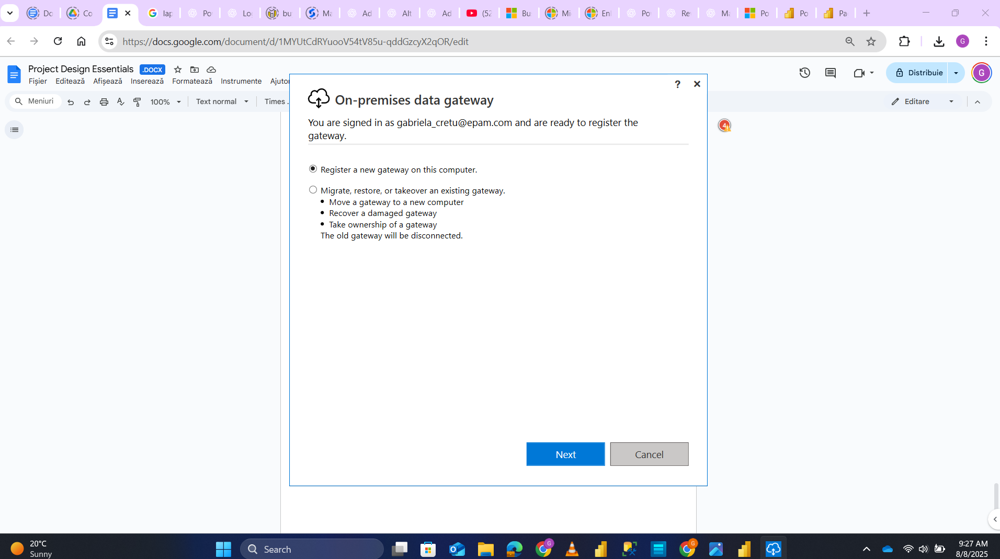 Do
Co
lap
Po
Lo
bu
Ma
Ad
Alt
Ad
(52
Bu
Mi
Enl
Po
Re
Ma
Po
Po
Pa
https://docs.google.com/document/d/1MYUtCdRYuooV54tV85u-qddGzcyX2qOR/edit
G
Project Design Essentials .DOCX
Fișier Editează Afișează Inserează Formatează Instrumente Ajutor
Distribuie
G
Meniuri
100%
Text normal
Times ...
Editare
? ×
On-premises data gateway
You are signed in as gabriela_cretu@epam.com and are ready to register the
gateway.
4
Register a new gateway on this computer.
Migrate, restore, or takeover an existing gateway.
• Move a gateway to a new computer
• Recover a damaged gateway
• Take ownership of a gateway
The old gateway will be disconnected.
Next
Cancel
20°C
Sunny
Search
G
G
9:27 AM
8/8/2025